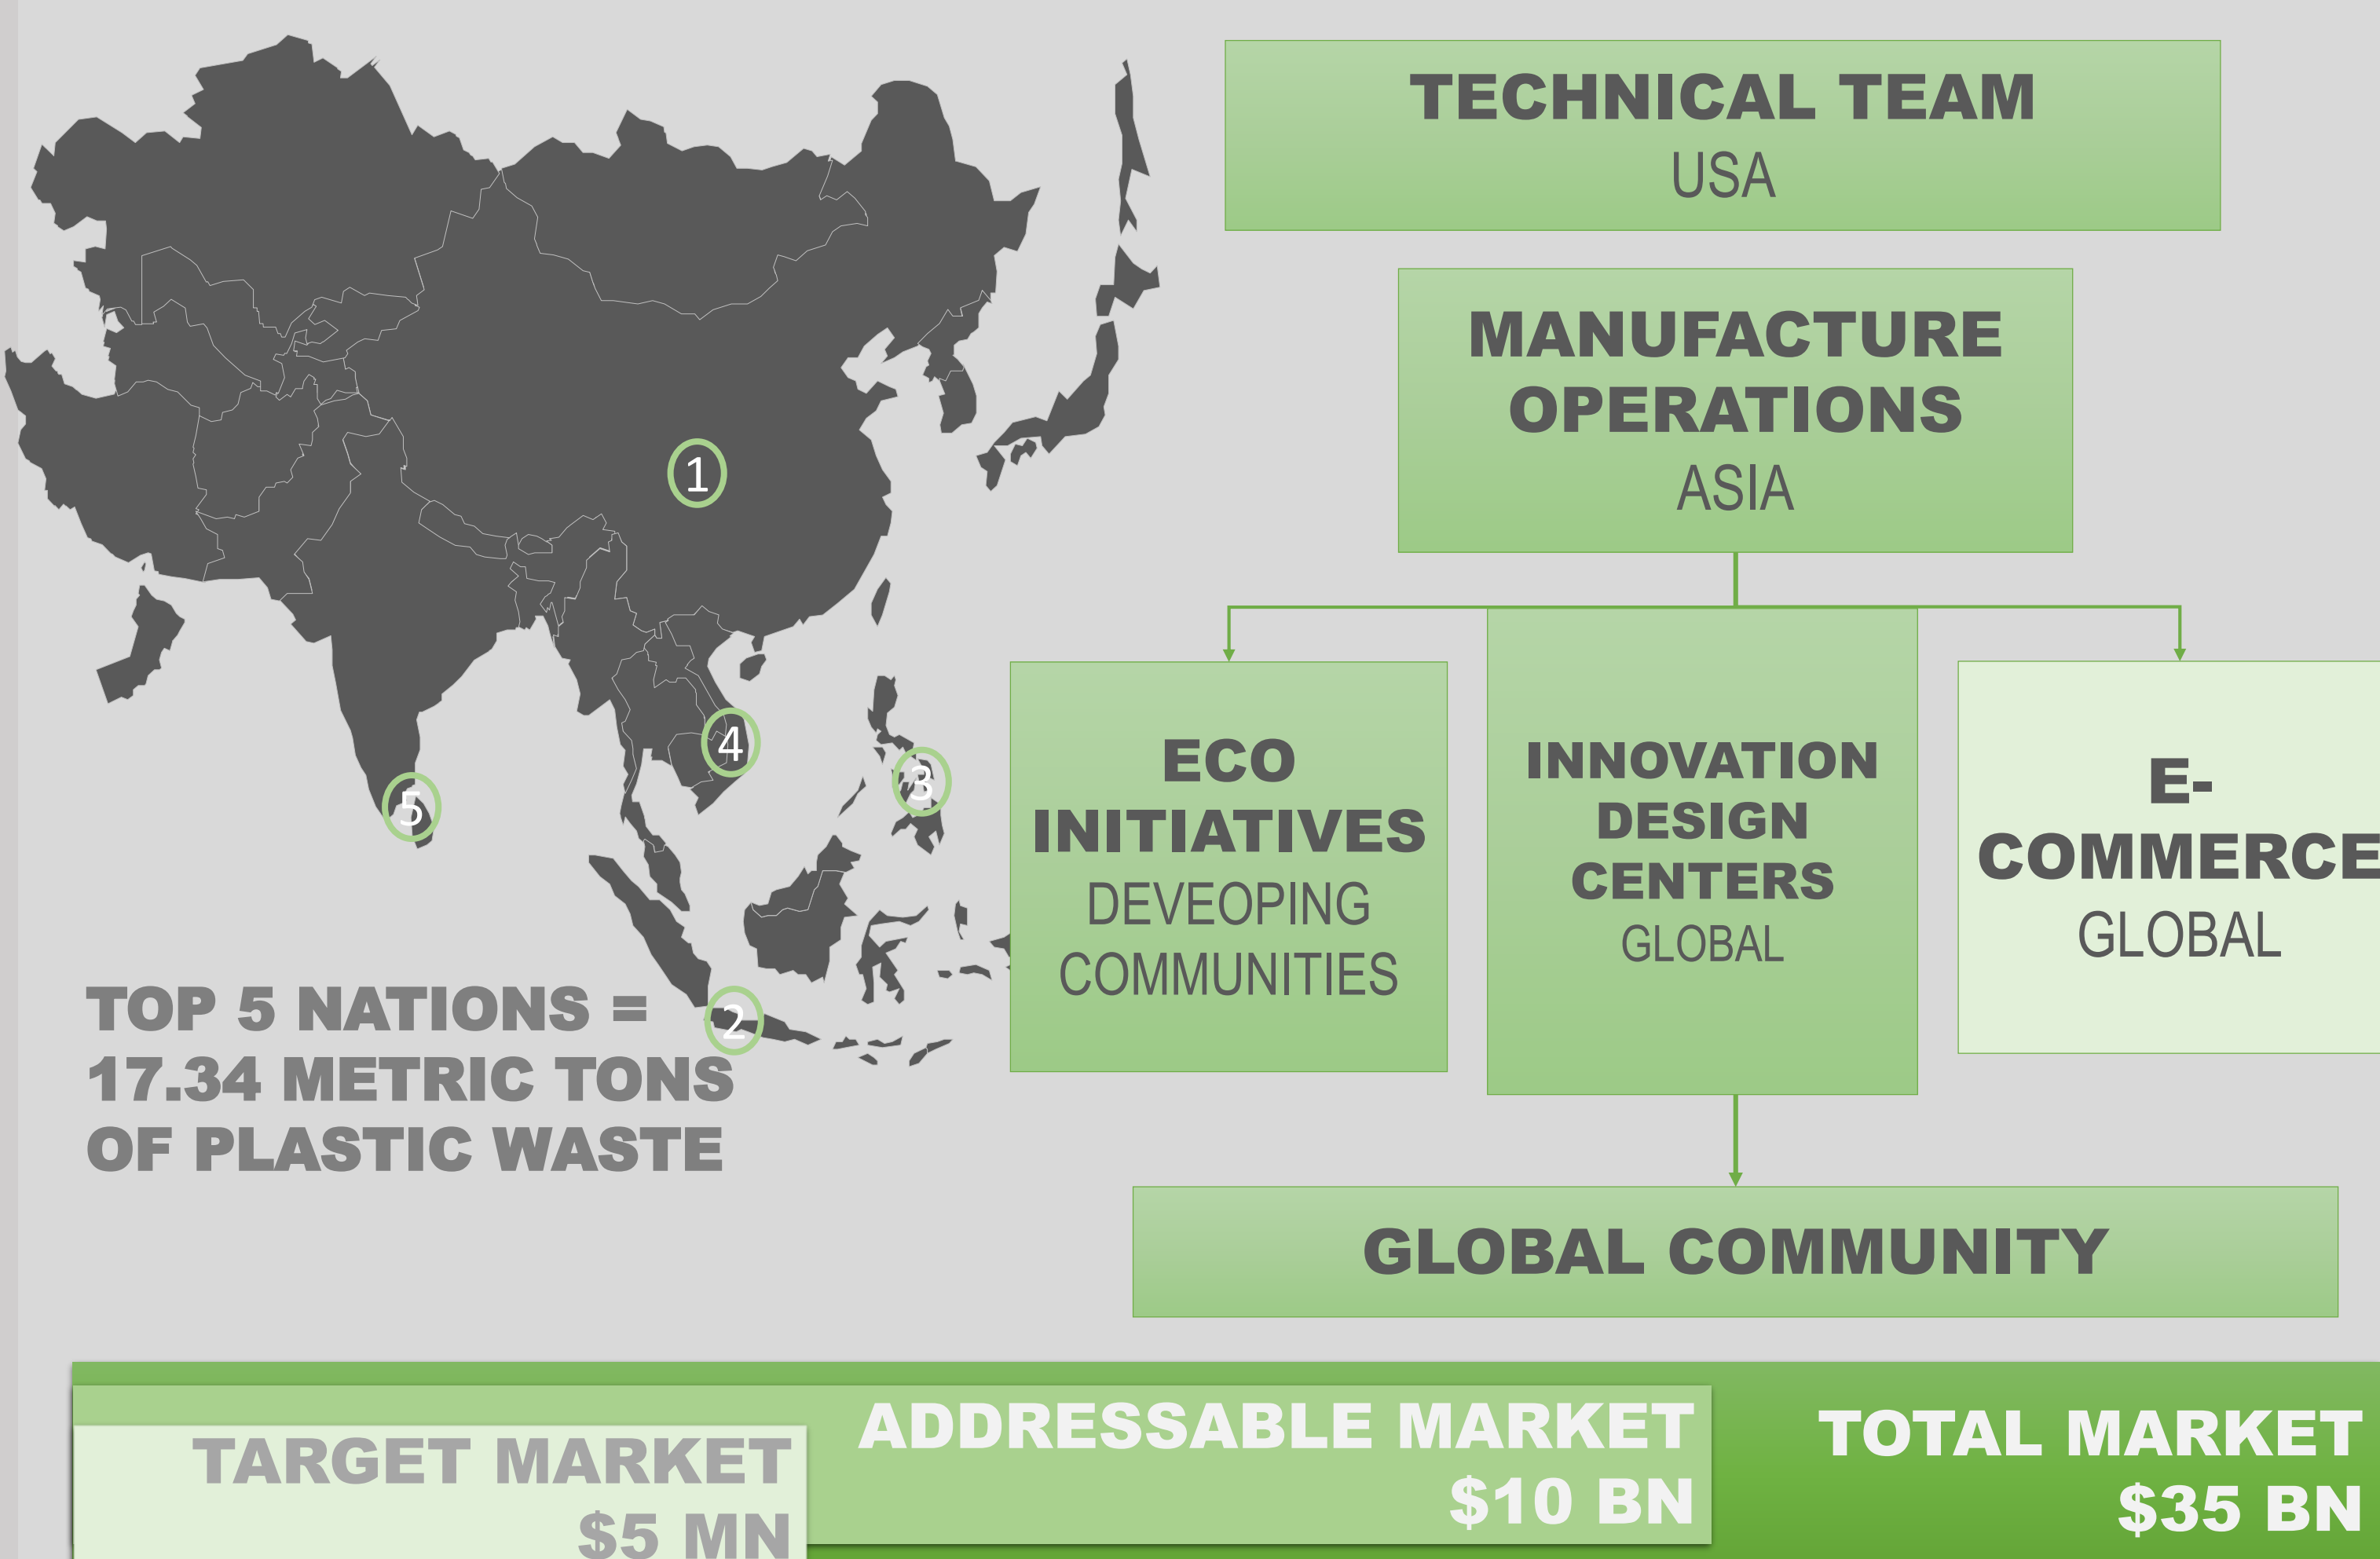 TECHNICAL TEAM
USA
MANUFACTURE
OPERATIONS
ASIA
1
4
3
5
2
ECO
INITIATIVES
DEVEOPING
COMMUNITIES
INNOVATION
DESIGN
CENTERS
GLOBAL
E-
COMMERCE
GLOBAL
TOP 5 NATIONS =
17.34 METRIC TONS
OF PLASTIC WASTE
GLOBAL COMMUNITY
TARGET MARKET
$5 MN
ADDRESSABLE MARKET
$10 BN
TOTAL MARKET
$35 BN